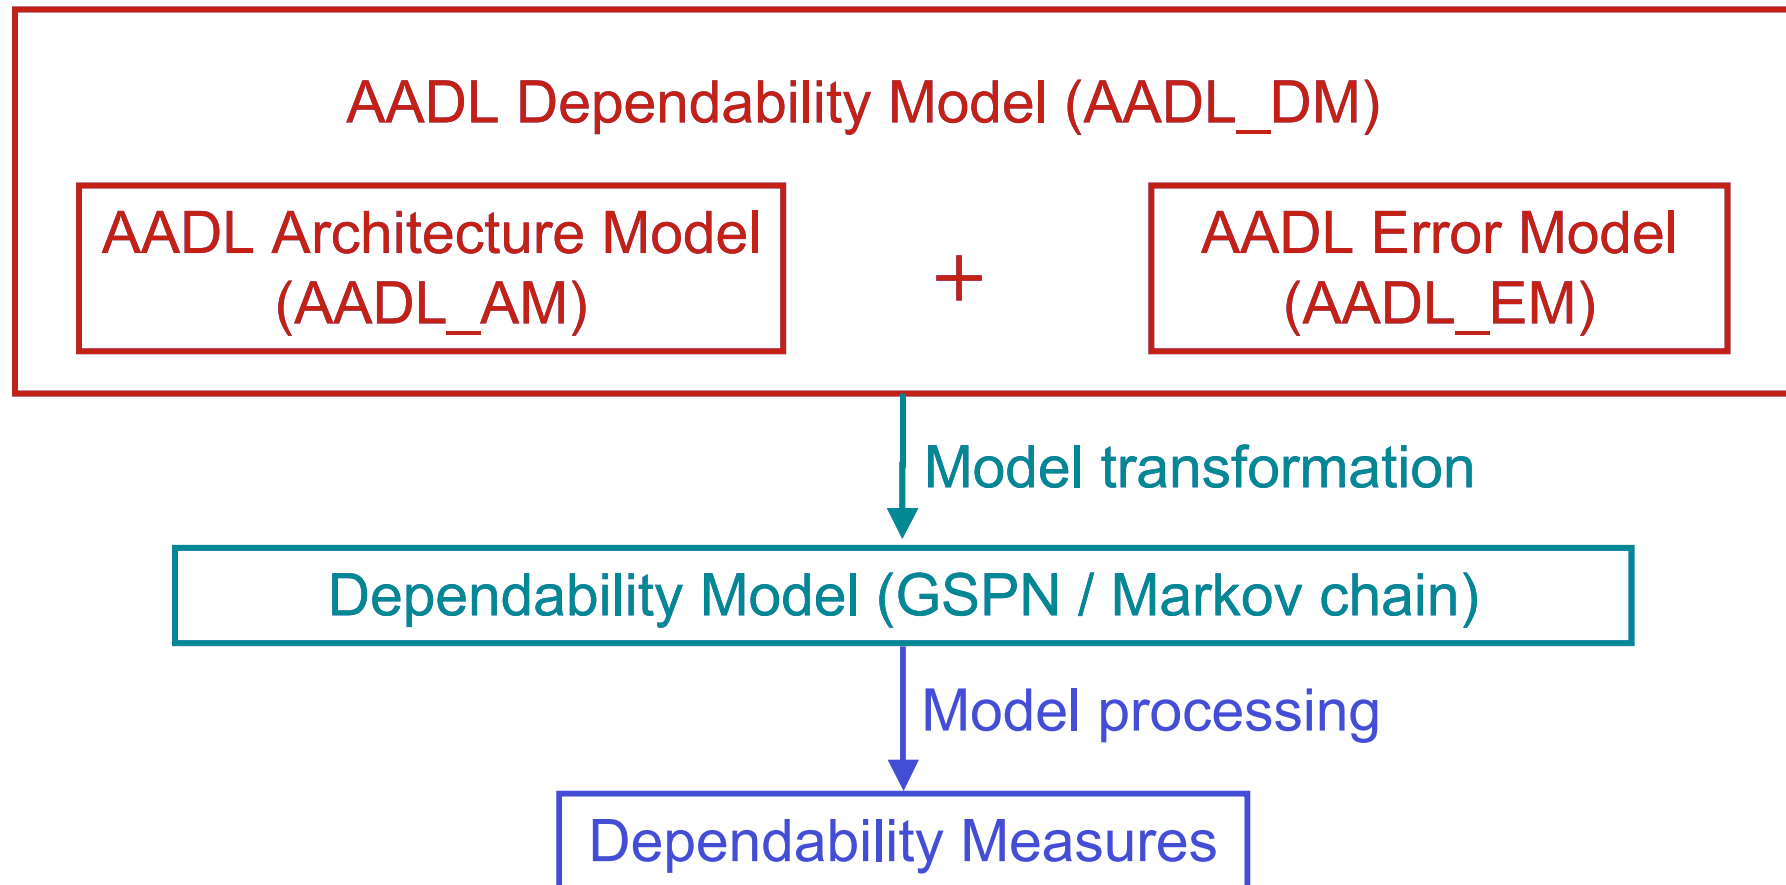 AADL Dependability Model (AADL_DM)
AADL Architecture Model
(AADL_AM)
+
AADL Error Model
(AADL_EM)
Model transformation
Dependability Model (GSPN / Markov chain)
Model processing
Dependability Measures